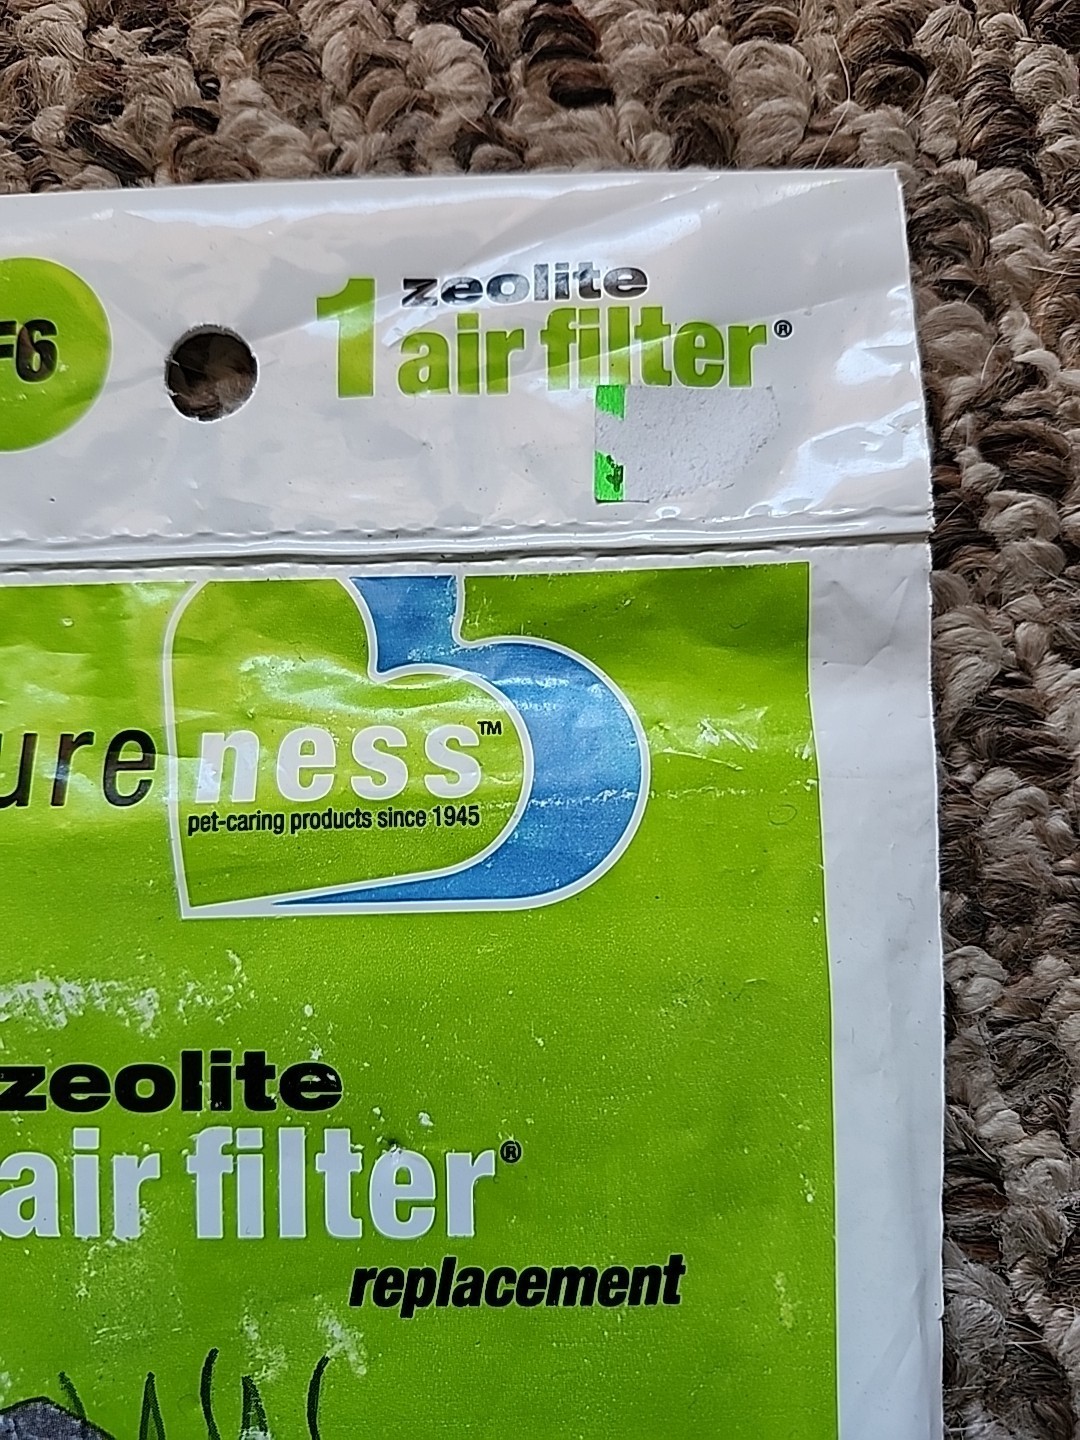 F6
1 zeolite
air filter®
ure ness™
pet-caring products since 1945
zeolite
air filter®
replacement